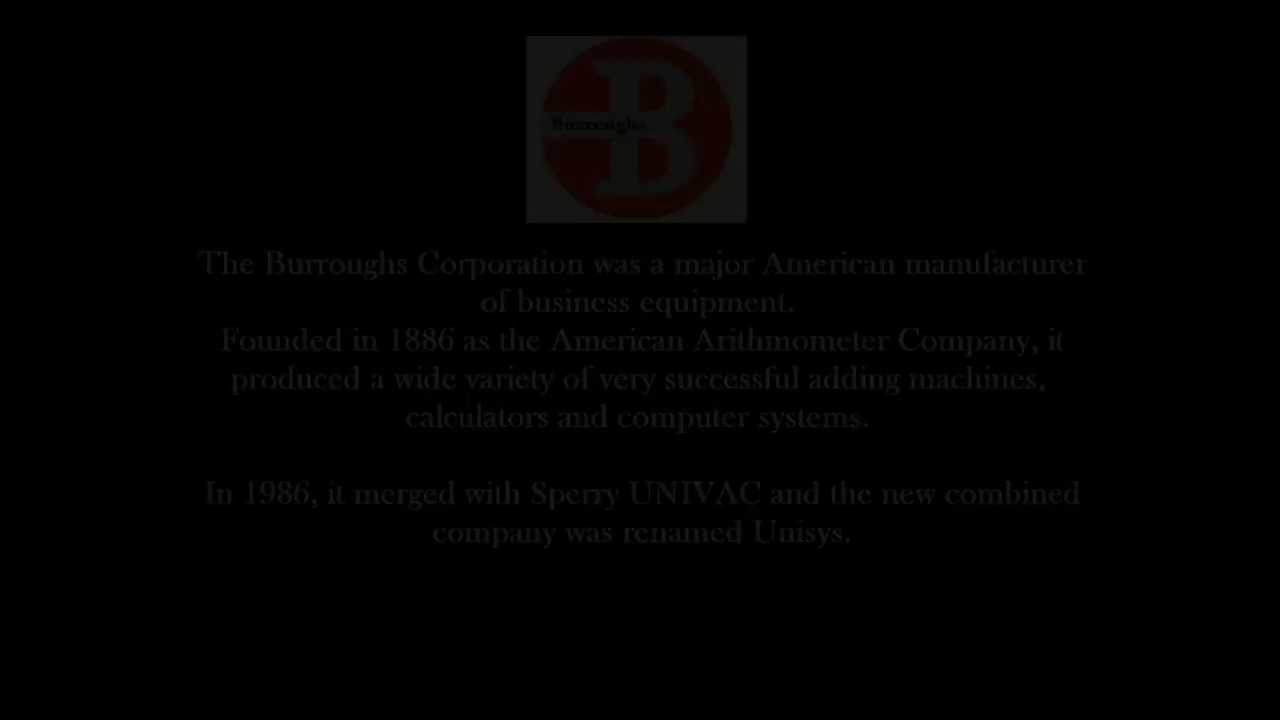 B
Burroughs
The Burroughs Corporation was a major American manufacturer
of business equipment.
Founded in 1886 as the American Arithmometer Company, it
produced a wide variety of very successful adding machines,
calculators and computer systems.
In 1986, it merged with Sperry UNIVAC and the new combined
company was renamed Unisys.